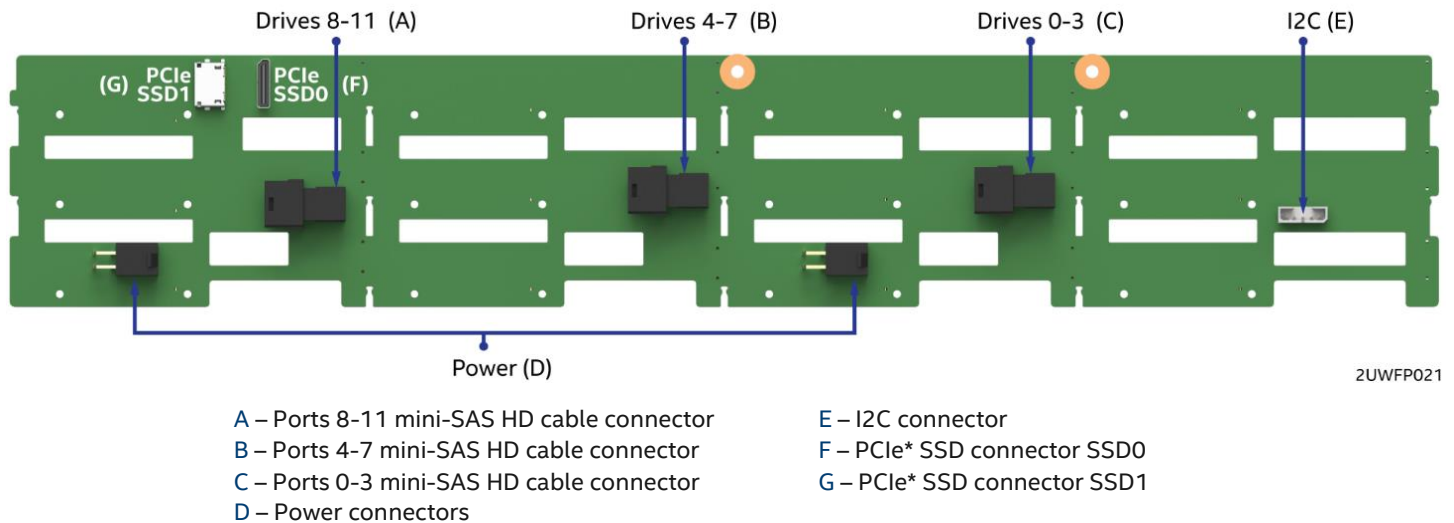 Drives 8-11 (A) Drives 4-7 (B) Drives 0-3 (C) I2C (E)
(G) PCIe SSD1 PCIe SSD0 (F)
Power (D)
2UWFP021
A – Ports 8-11 mini-SAS HD cable connector
B – Ports 4-7 mini-SAS HD cable connector
C – Ports 0-3 mini-SAS HD cable connector
D – Power connectors
E – I2C connector
F – PCIe* SSD connector SSD0
G – PCIe* SSD connector SSD1